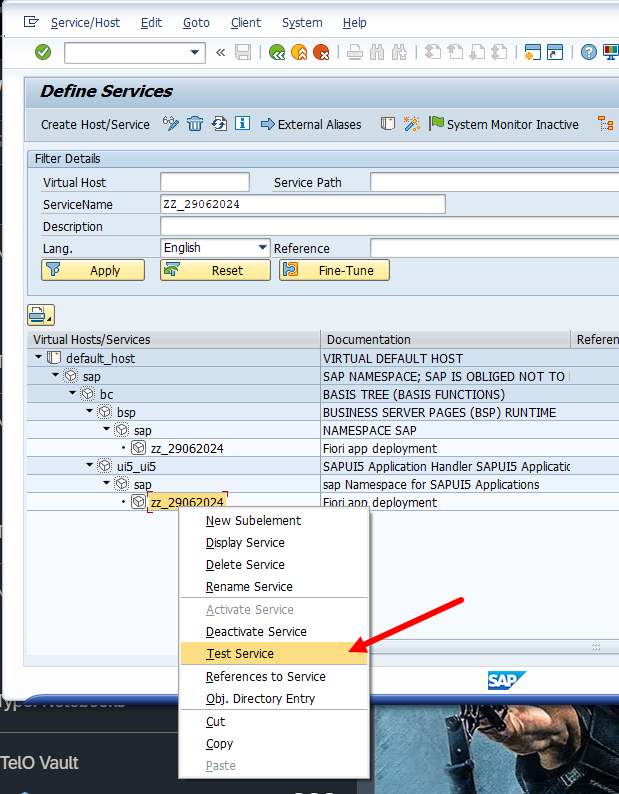 Service/Host Edit Goto Client System Help
«
Define Services
Create Host/Service External Aliases System Monitor Inactive
Filter Details
Virtual Host Service Path
ServiceName ZZ_29062024
Description
Lang. English Reference
Apply Reset Fine-Tune
Virtual Hosts/Services Documentation Referen
default_host VIRTUAL DEFAULT HOST
sap SAP NAMESPACE; SAP IS OBLIGED NOT TO
bc BASIS TREE (BASIS FUNCTIONS)
bsp BUSINESS SERVER PAGES (BSP) RUNTIME
sap NAMESPACE SAP
zz_29062024 Fiori app deployment
ui5_ui5 SAPUI5 Application Handler SAPUI5 Applicatic
sap sap Namespace for SAPUI5 Applications
zz_29062024 Fiori app deployment
New Subelement
Display Service
Delete Service
Rename Service
Activate Service
Deactivate Service
Test Service
References to Service
Obj. Directory Entry
Cut
Copy
Paste
SAP
TelO Vault